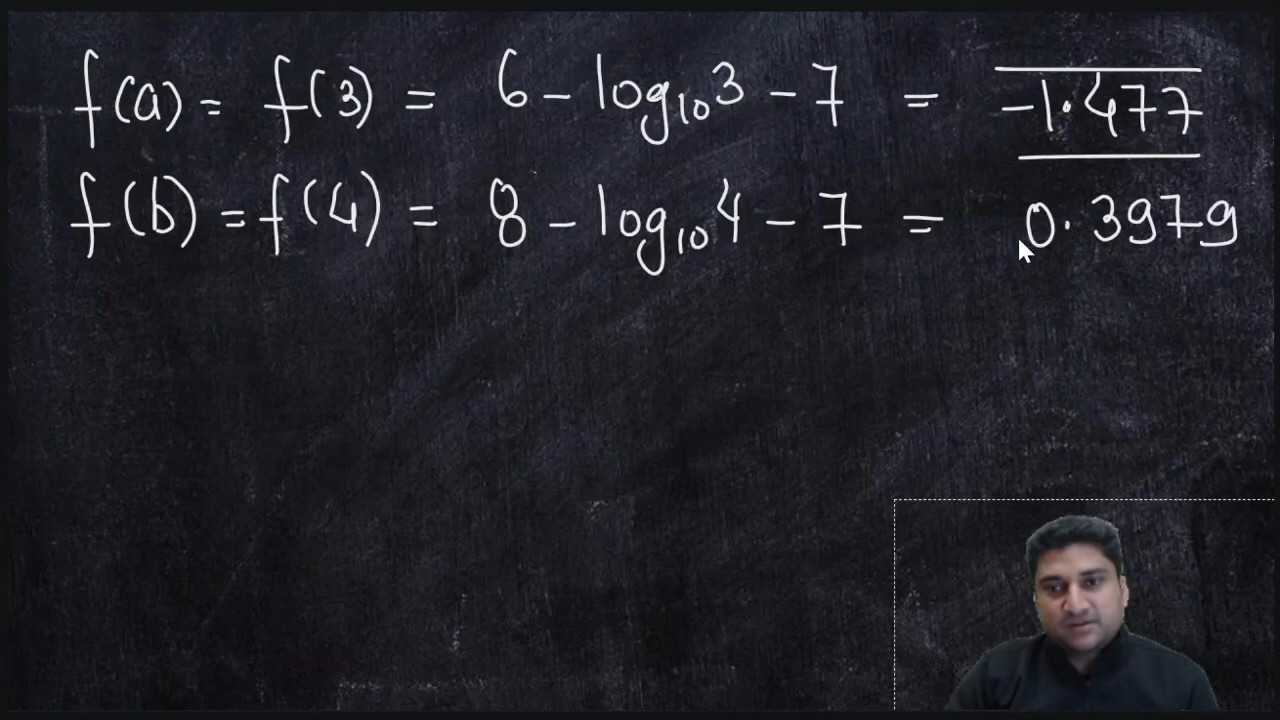 f(a) = f(3) = 6 - log₁₀3 - 7 = -1.477
f(b) = f(4) = 8 - log₁₀4 - 7 = 0.3979